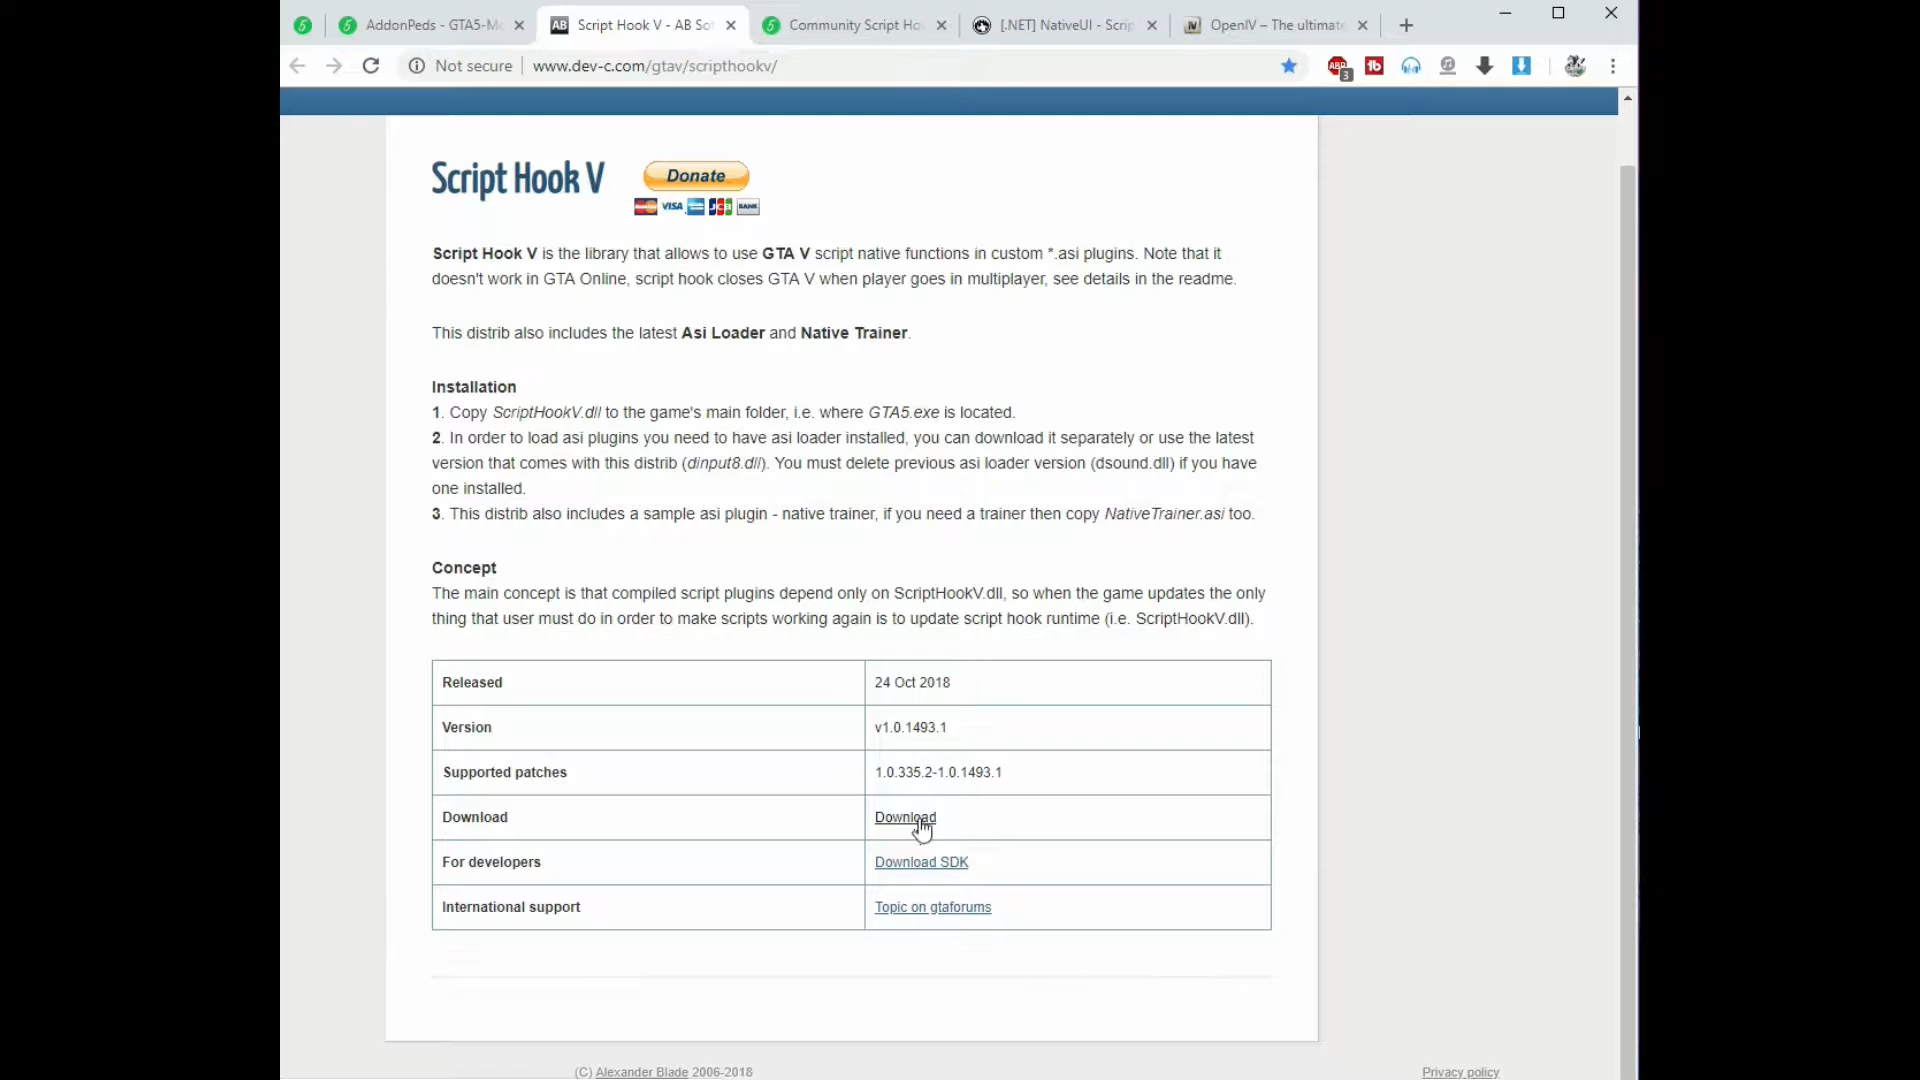 AddonPeds - GTA5-Mo
AB Script Hook V - AB Sof
Community Script Ho
[.NET] NativeUI - Scrip
IV OpenIV – The ultimate
Not secure www.dev-c.com/gtav/scripthookv/
ABP 3
Script Hook V
Donate
VISA JCB BANK
Script Hook V is the library that allows to use GTA V script native functions in custom *.asi plugins. Note that it
doesn't work in GTA Online, script hook closes GTA V when player goes in multiplayer, see details in the readme.
This distrib also includes the latest Asi Loader and Native Trainer.
Installation
1. Copy ScriptHookV.dll to the game's main folder, i.e. where GTA5.exe is located.
2. In order to load asi plugins you need to have asi loader installed, you can download it separately or use the latest
version that comes with this distrib (dinput8.dll). You must delete previous asi loader version (dsound.dll) if you have
one installed.
3. This distrib also includes a sample asi plugin - native trainer, if you need a trainer then copy NativeTrainer.asi too.
Concept
The main concept is that compiled script plugins depend only on ScriptHookV.dll, so when the game updates the only
thing that user must do in order to make scripts working again is to update script hook runtime (i.e. ScriptHookV.dll).
Released 24 Oct 2018
Version v1.0.1493.1
Supported patches 1.0.335.2-1.0.1493.1
Download Download
For developers Download SDK
International support Topic on gtaforums
(C) Alexander Blade 2006-2018
Privacy policy